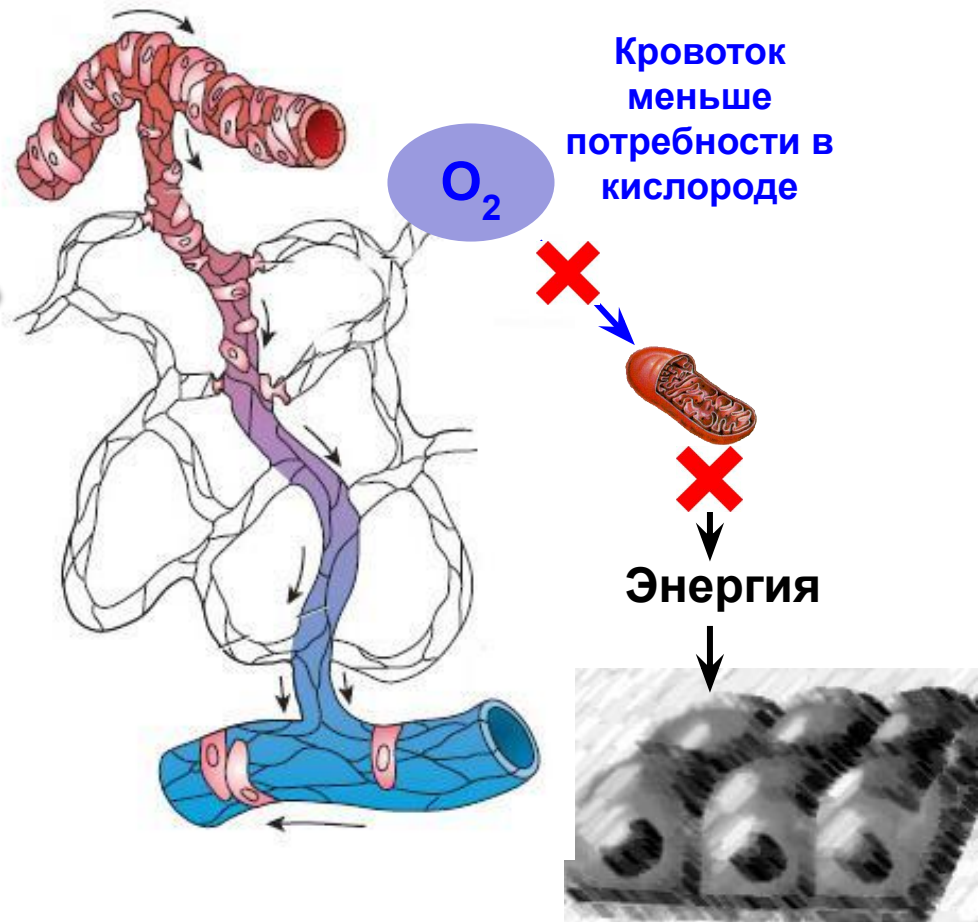 Кровоток
меньше
потребности в
кислороде
O2
Энергия